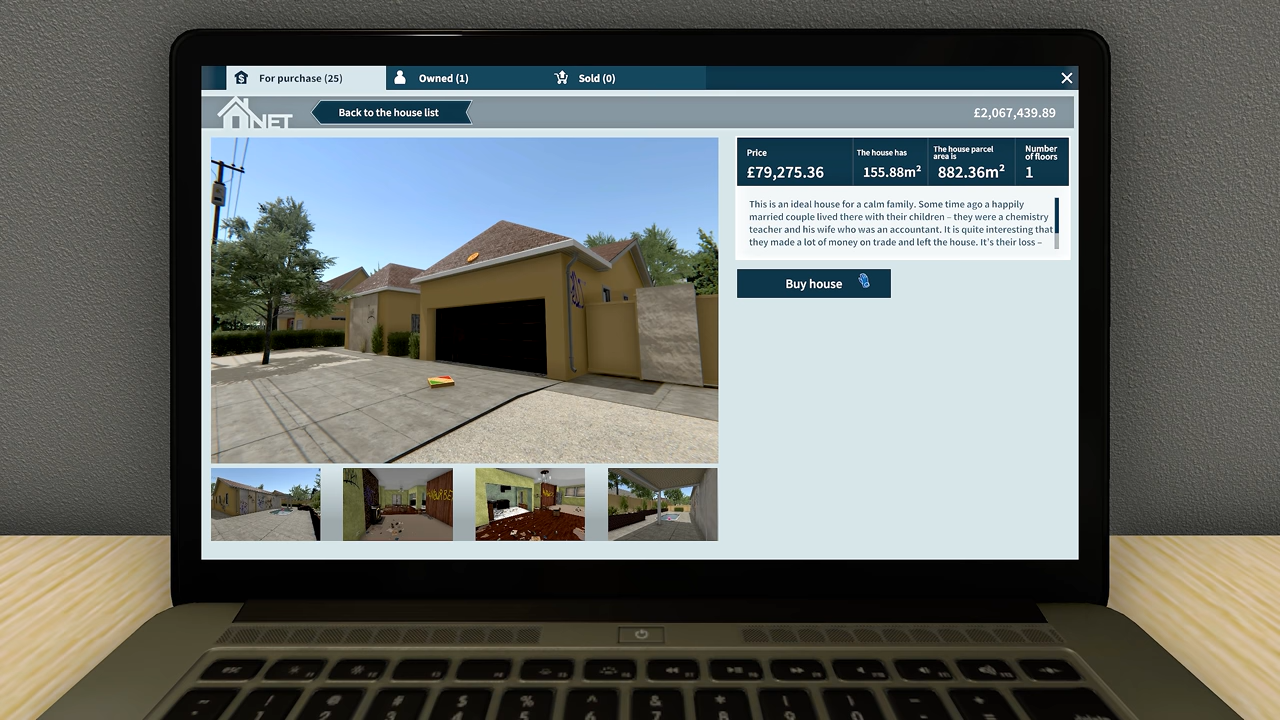 For purchase (25)
Owned (1)
Sold (0)
NET
Back to the house list
£2,067,439.89
Price
£79,275.36
The house has
155.88m²
The house parcel
area is
882.36m²
Number
of floors
1
This is an ideal house for a calm family. Some time ago a happily
married couple lived there with their children – they were a chemistry
teacher and his wife who was an accountant. It is quite interesting that
they made a lot of money on trade and left the house. It's their loss –
Buy house